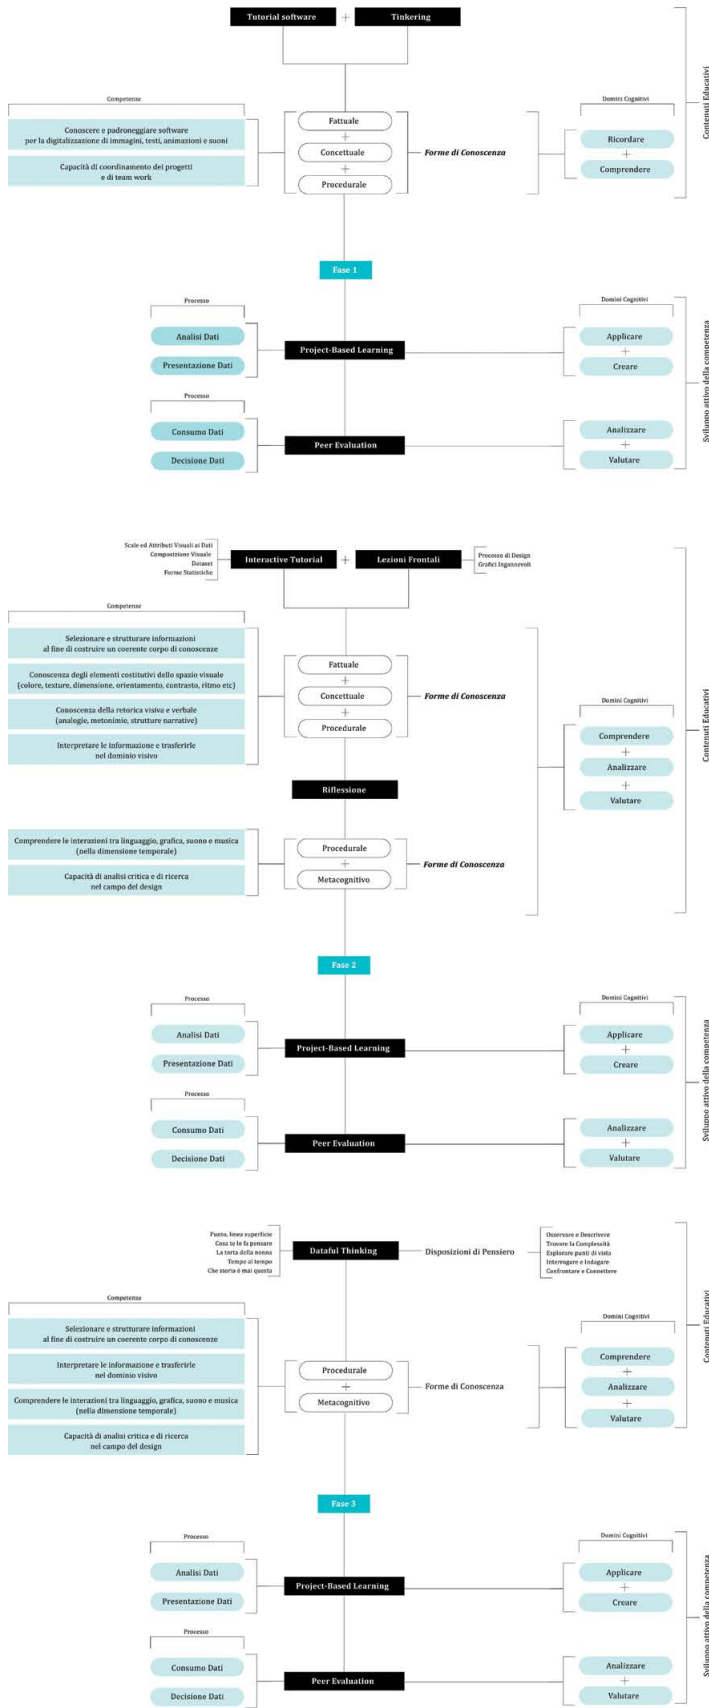 Tutorial software + Tinkering
Competenze
Conoscere e padroneggiare software
per la digitalizzazione di immagini, testi, animazioni e suoni
Capacità di coordinamento dei progetti
e di team work
Fattuale
+
Concettuale
+
Procedurale
Forme di Conoscenza
Domini Cognitivi
Ricordare
+
Comprendere
Contenuti Educativi
Fase 1
Processo
Analisi Dati
Presentazione Dati
Project-Based Learning
Domini Cognitivi
Applicare
+
Creare
Processo
Consumo Dati
Decisione Dati
Peer Evaluation
Analizzare
+
Valutare
Sviluppo attivo della competenza
Scale ed Attributi Visuali ai Dati
Composizione Visuale
Dataset
Forme Statistiche
Interactive Tutorial + Lezioni Frontali
Processo di Design
Grafici Ingannevoli
Competenze
Selezionare e strutturare informazioni
al fine di costruire un coerente corpo di conoscenze
Conoscenza degli elementi costitutivi dello spazio visuale
(colore, texture, dimensione, orientamento, contrasto, ritmo etc)
Conoscenza della retorica visiva e verbale
(analogie, metonimie, strutture narrative)
Interpretare le informazione e trasferirle
nel dominio visivo
Fattuale
+
Concettuale
+
Procedurale
Forme di Conoscenza
Riflessione
Comprendere le interazioni tra linguaggio, grafica, suono e musica
(nella dimensione temporale)
Capacità di analisi critica e di ricerca
nel campo del design
Procedurale
+
Metacognitivo
Forme di Conoscenza
Domini Cognitivi
Comprendere
+
Analizzare
+
Valutare
Contenuti Educativi
Fase 2
Processo
Analisi Dati
Presentazione Dati
Project-Based Learning
Domini Cognitivi
Applicare
+
Creare
Processo
Consumo Dati
Decisione Dati
Peer Evaluation
Analizzare
+
Valutare
Sviluppo attivo della competenza
Punto, linea superficie
Cosa te lo fa pensare
La torta della nonna
Tempo al tempo
Che storia è mai questa
Dataful Thinking
Disposizioni di Pensiero
Osservare e Descrivere
Trovare la Complessità
Esplorare punti di vista
Interrogare e Indagare
Confrontare e Connettere
Competenze
Selezionare e strutturare informazioni
al fine di costruire un coerente corpo di conoscenze
Interpretare le informazione e trasferirle
nel dominio visivo
Comprendere le interazioni tra linguaggio, grafica, suono e musica
(nella dimensione temporale)
Capacità di analisi critica e di ricerca
nel campo del design
Procedurale
+
Metacognitivo
Forme di Conoscenza
Domini Cognitivi
Comprendere
+
Analizzare
+
Valutare
Contenuti Educativi
Fase 3
Processo
Analisi Dati
Presentazione Dati
Project-Based Learning
Domini Cognitivi
Applicare
+
Creare
Processo
Consumo Dati
Decisione Dati
Peer Evaluation
Analizzare
+
Valutare
Sviluppo attivo della competenza